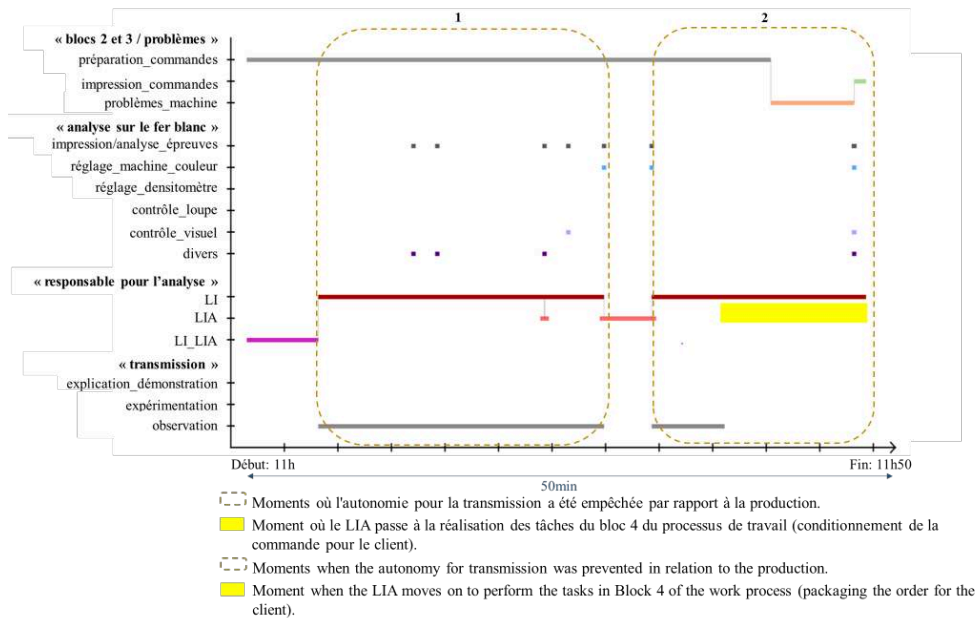 1
2
« blocs 2 et 3 / problèmes »
préparation_commandes
impression_commandes
problèmes_machine
« analyse sur le fer blanc »
impression/analyse_épreuves
réglage_machine_couleur
réglage_densitomètre
contrôle_loupe
contrôle_visuel
divers
« responsable pour l'analyse »
LI
LIA
LI_LIA
« transmission »
explication_démonstration
expérimentation
observation
Début: 11h
Fin: 11h50
50min
Moments où l'autonomie pour la transmission a été empêchée par rapport à la production.
Moment où le LIA passe à la réalisation des tâches du bloc 4 du processus de travail (conditionnement de la
commande pour le client).
Moments when the autonomy for transmission was prevented in relation to the production.
Moment when the LIA moves on to perform the tasks in Block 4 of the work process (packaging the order for the
client).